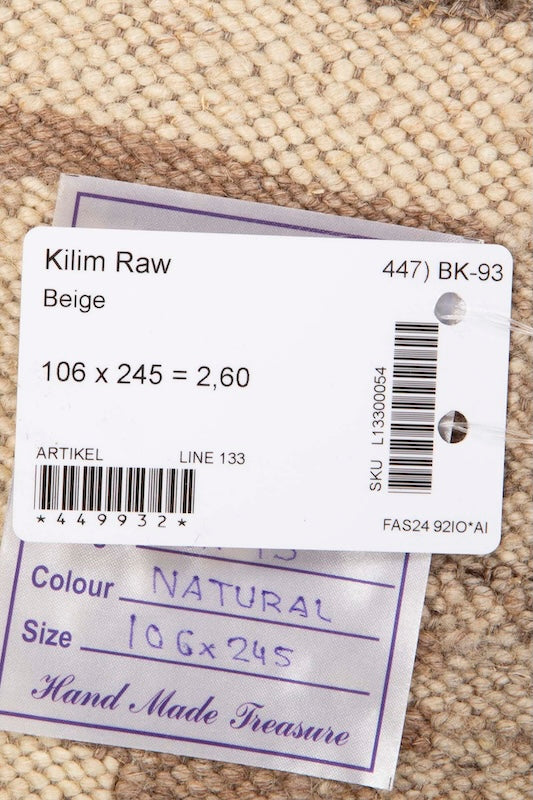 Kilim Raw
447) BK-93
Beige
106 x 245 = 2,60
SKU L13300054
ARTIKEL
LINE 133
*449932*
FAS24 92IO*AI
Colour NATURAL
Size 106x245
Hand Made Treasure